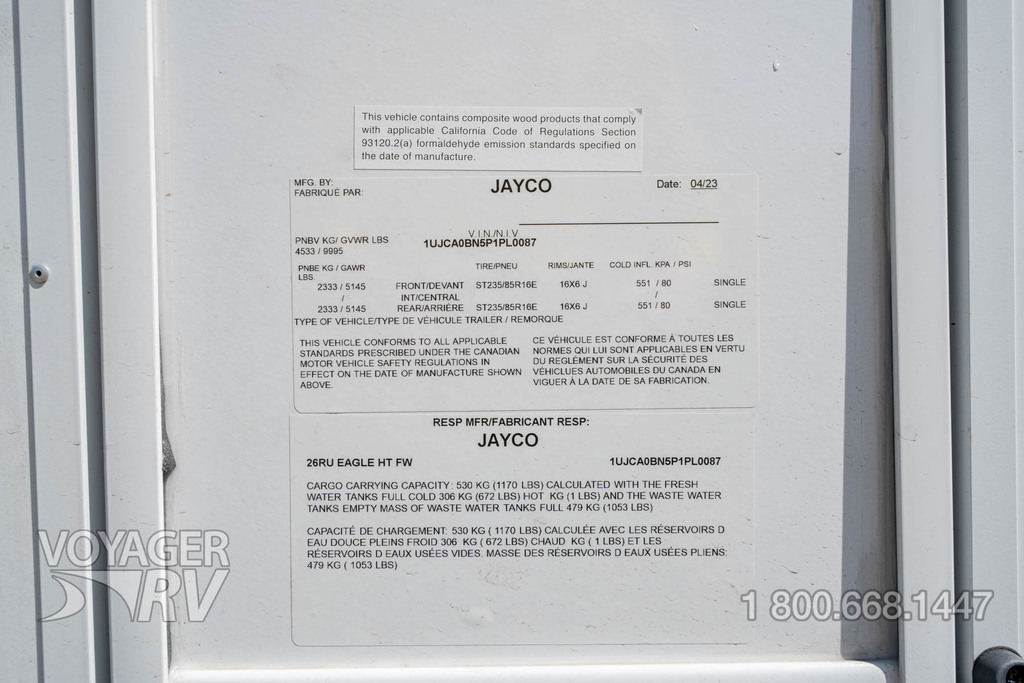 This vehicle contains composite wood products that comply
with applicable California Code of Regulations Section
93120.2(a) formaldehyde emission standards specified on
the date of manufacture.
MFG. BY:
FABRIQUÉ PAR:
JAYCO
Date: 04/23
V.I.N./N.I.V
PNBV KG/ GVWR LBS
4533 / 9995
1UJCA0BN5P1PL0087
PNBE KG / GAWR
LBS.
TIRE/PNEU RIMS/JANTE COLD INFL. KPA / PSI
2333 / 5145 FRONT/DEVANT ST235/85R16E 16X6 J 551 / 80 SINGLE
/ INT/CENTRAL /
2333 / 5145 REAR/ARRIÈRE ST235/85R16E 16X6 J 551 / 80 SINGLE
TYPE OF VEHICLE/TYPE DE VÉHICULE TRAILER / REMORQUE
THIS VEHICLE CONFORMS TO ALL APPLICABLE
STANDARDS PRESCRIBED UNDER THE CANADIAN
MOTOR VEHICLE SAFETY REGULATIONS IN
EFFECT ON THE DATE OF MANUFACTURE SHOWN
ABOVE.
CE VÉHICULE EST CONFORME À TOUTES LES
NORMES QUI LUI SONT APPLICABLES EN VERTU
DU REGLÉMENT SUR LA SÉCURITÉ DES
VÉHICLUES AUTOMOBILES DU CANADA EN
VIGUER À LA DATE DE SA FABRICATION.
RESP MFR/FABRICANT RESP:
JAYCO
26RU EAGLE HT FW 1UJCA0BN5P1PL0087
CARGO CARRYING CAPACITY: 530 KG (1170 LBS) CALCULATED WITH THE FRESH
WATER TANKS FULL COLD 306 KG (672 LBS) HOT KG (1 LBS) AND THE WASTE WATER
TANKS EMPTY MASS OF WASTE WATER TANKS FULL 479 KG (1053 LBS)
CAPACITÉ DE CHARGEMENT: 530 KG ( 1170 LBS) CALCULÉE AVEC LES RÉSERVOIRS D
EAU DOUCE PLEINS FROID 306 KG ( 672 LBS) CHAUD KG ( 1 LBS) ET LES
RÉSERVOIRS D EAUX USÉES VIDES. MASSE DES RÉSERVOIRS D EAUX USÉES PLIENS:
479 KG ( 1053 LBS)
VOYAGER
RV
1 800.668.1447